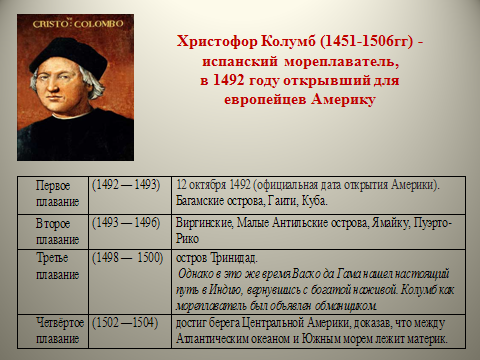 CRISTOFO. COLOMBO
Христофор Колумб (1451-1506гг) -
испанский мореплаватель,
в 1492 году открывший для
европейцев Америку
Первое (1492 — 1493) 12 октября 1492 (официальная дата открытия Америки).
плавание Багамские острова, Гаити, Куба.
Второе (1493 — 1496) Виргинские, Малые Антильские острова, Ямайку, Пуэрто-
плавание Рико
Третье (1498 — 1500) остров Тринидад.
плавание Однако в это же время Васко да Гама нашел настоящий
путь в Индию, вернувшись с богатой наживой. Колумб как
мореплаватель был объявлен обманщиком.
Четвёртое (1502 —1504) достиг берега Центральной Америки, доказав, что между
плавание Атлантическим океаном и Южным морем лежит материк.